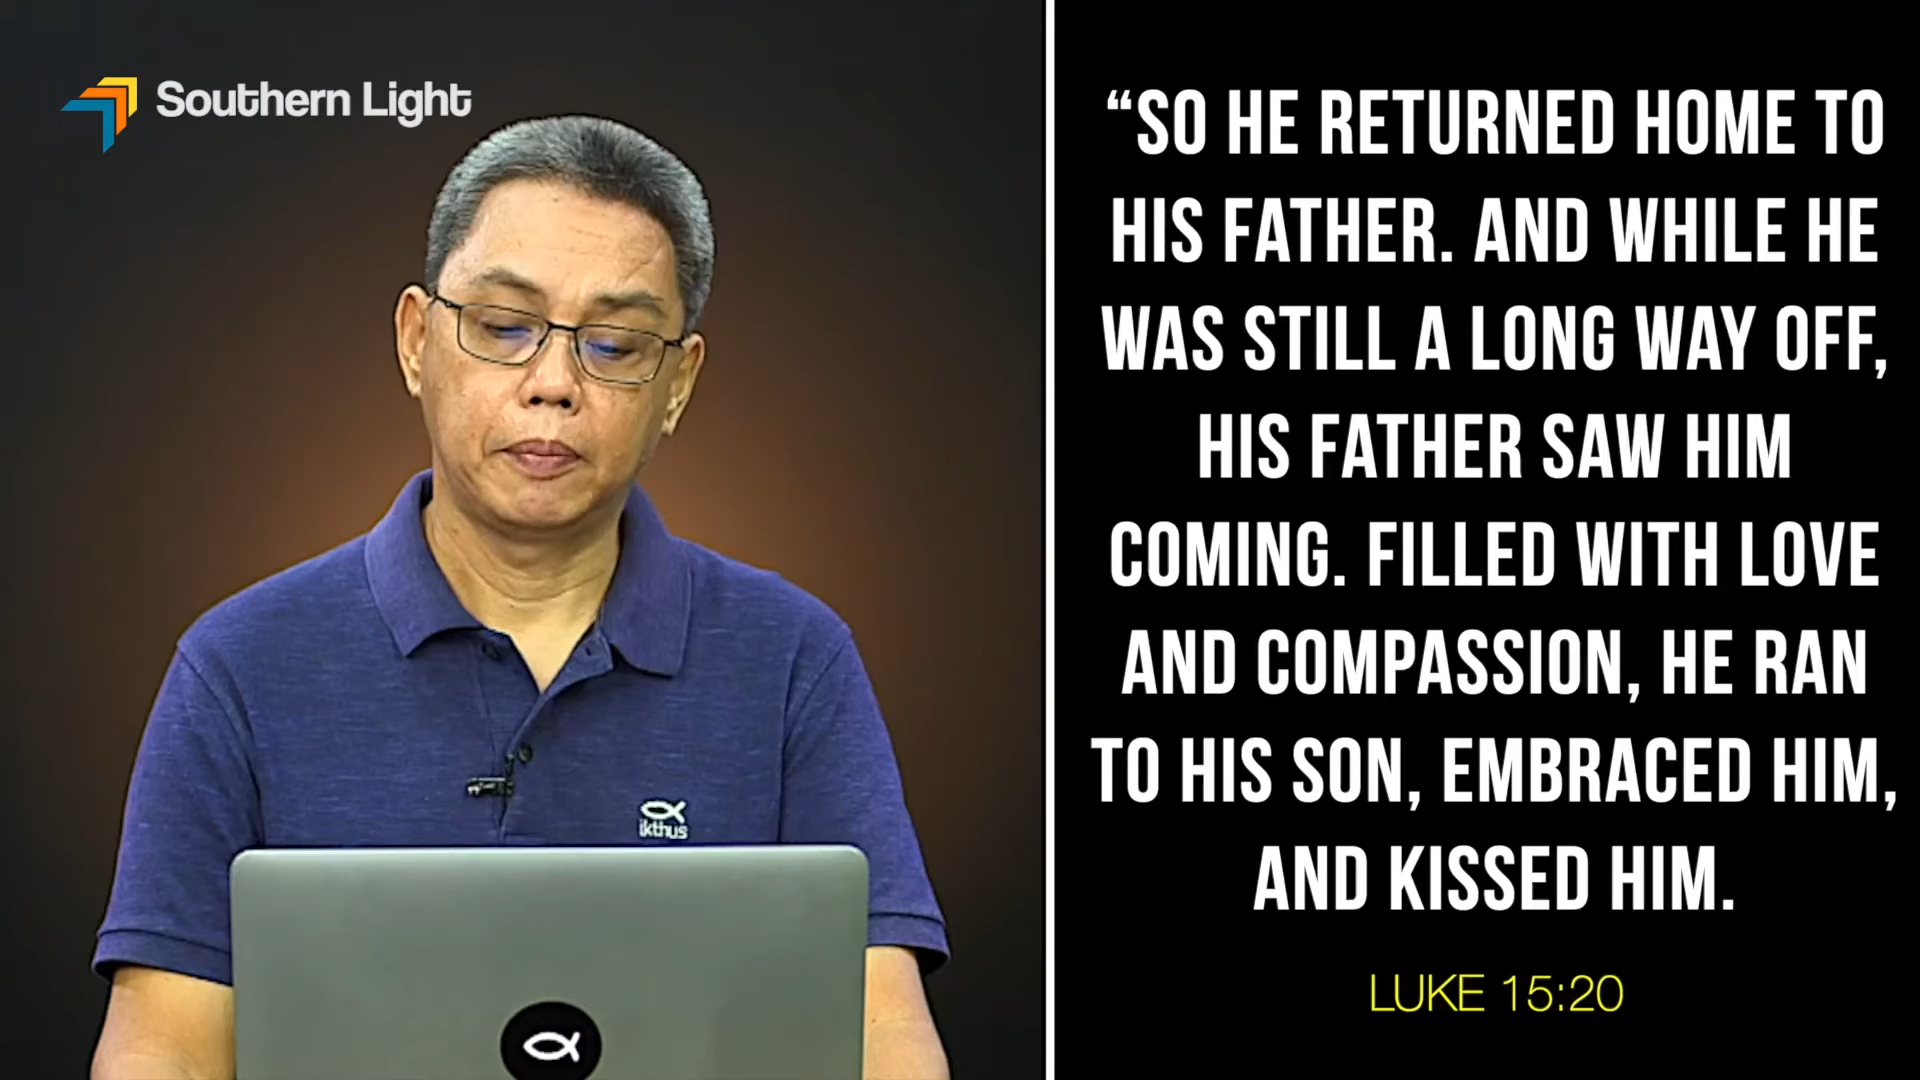 Southern Light
ikthus
“SO HE RETURNED HOME TO
HIS FATHER. AND WHILE HE
WAS STILL A LONG WAY OFF,
HIS FATHER SAW HIM
COMING. FILLED WITH LOVE
AND COMPASSION, HE RAN
TO HIS SON, EMBRACED HIM,
AND KISSED HIM.
LUKE 15:20